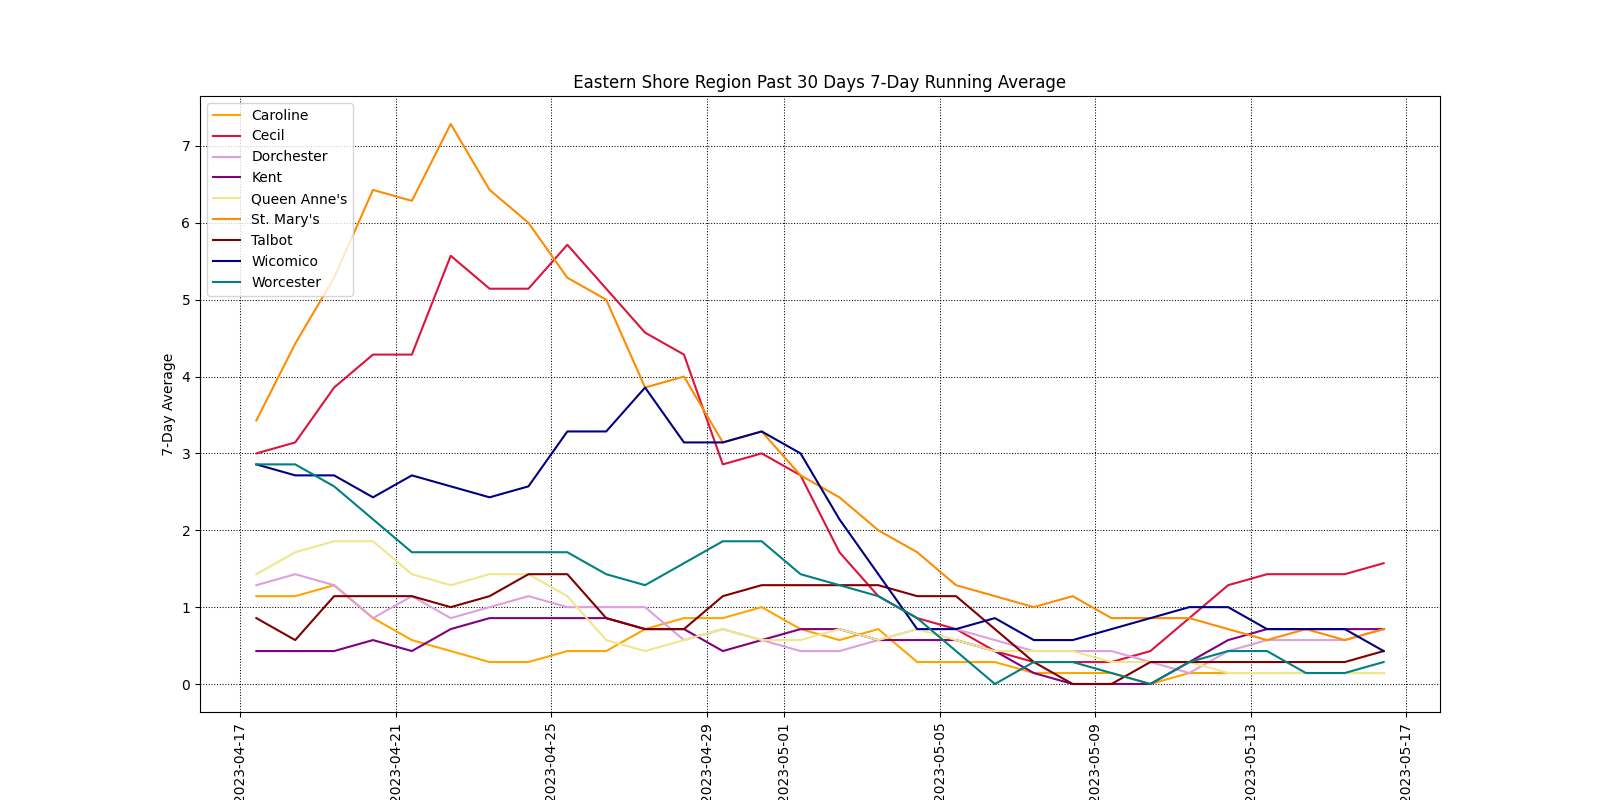 Eastern Shore Region Past 30 Days 7-Day Running Average
Caroline
Cecil
Dorchester
Kent
Queen Anne's
St. Mary's
Talbot
Wicomico
Worcester
7
6
5
4
3
2
1
0
7-Day Average
2023-04-17
2023-04-21
2023-04-25
2023-04-29
2023-05-01
2023-05-05
2023-05-09
2023-05-13
2023-05-17